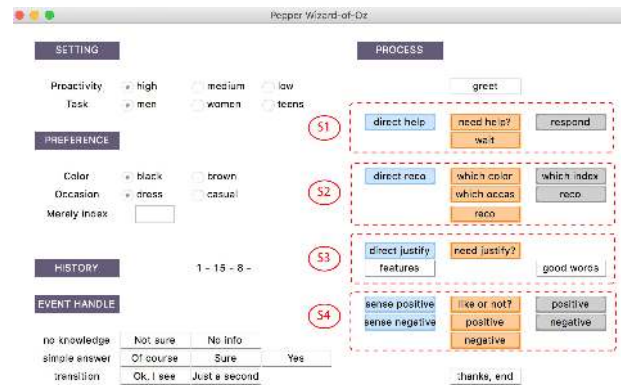 Pepper Wizard-of-Oz
SETTING
Proactivity high medium low
Task men women teens
PREFERENCE
Color black brown
Occasion dress casual
Merely index
HISTORY 1 - 15 - 8 -
EVENT HANDLE
no knowledge Not sure No info
simple answer Of course Sure Yes
transition Ok, I see Just a second
PROCESS
greet
S1 direct help need help? respond
wait
S2 direct reco which color which index
which occas reco
reco
S3 direct justify need justify?
features good words
S4 sense positive like or not? positive
sense negative positive negative
negative
thanks, end